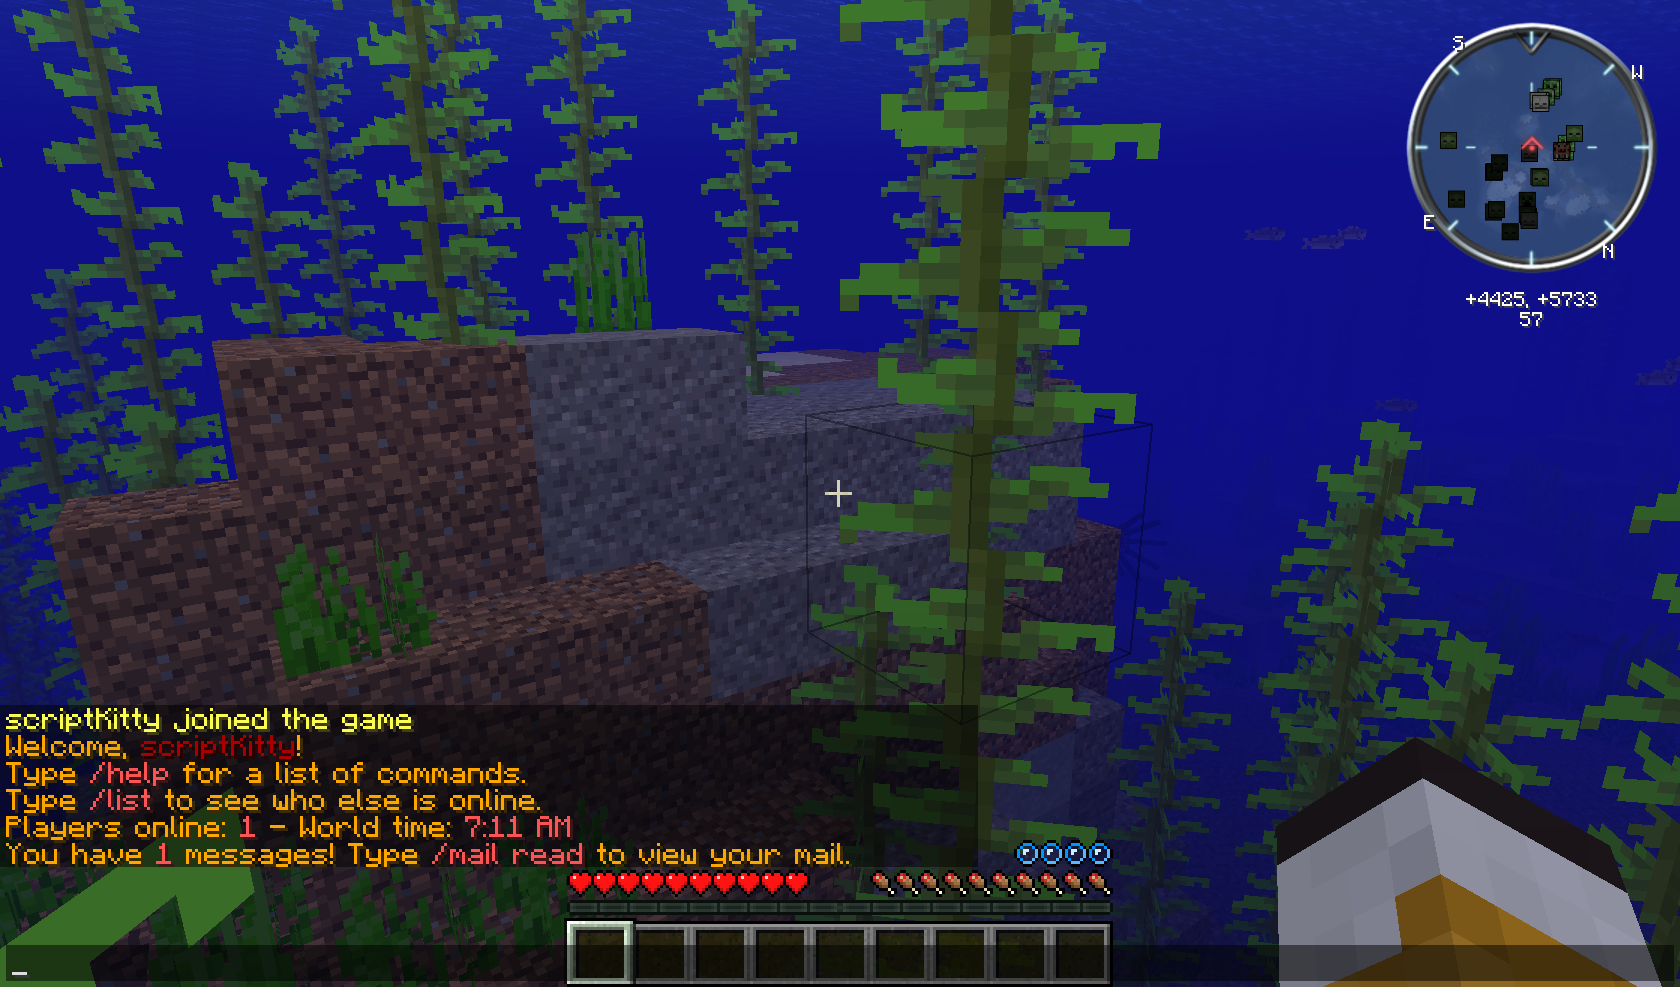 S
W
E
N
+4425, +5733
57
scriptKitty joined the game
Welcome, scriptKitty!
Type /help for a list of commands.
Type /list to see who else is online.
Players online: 1 - World time: 7:11 AM
You have 1 messages! Type /mail read to view your mail.
_